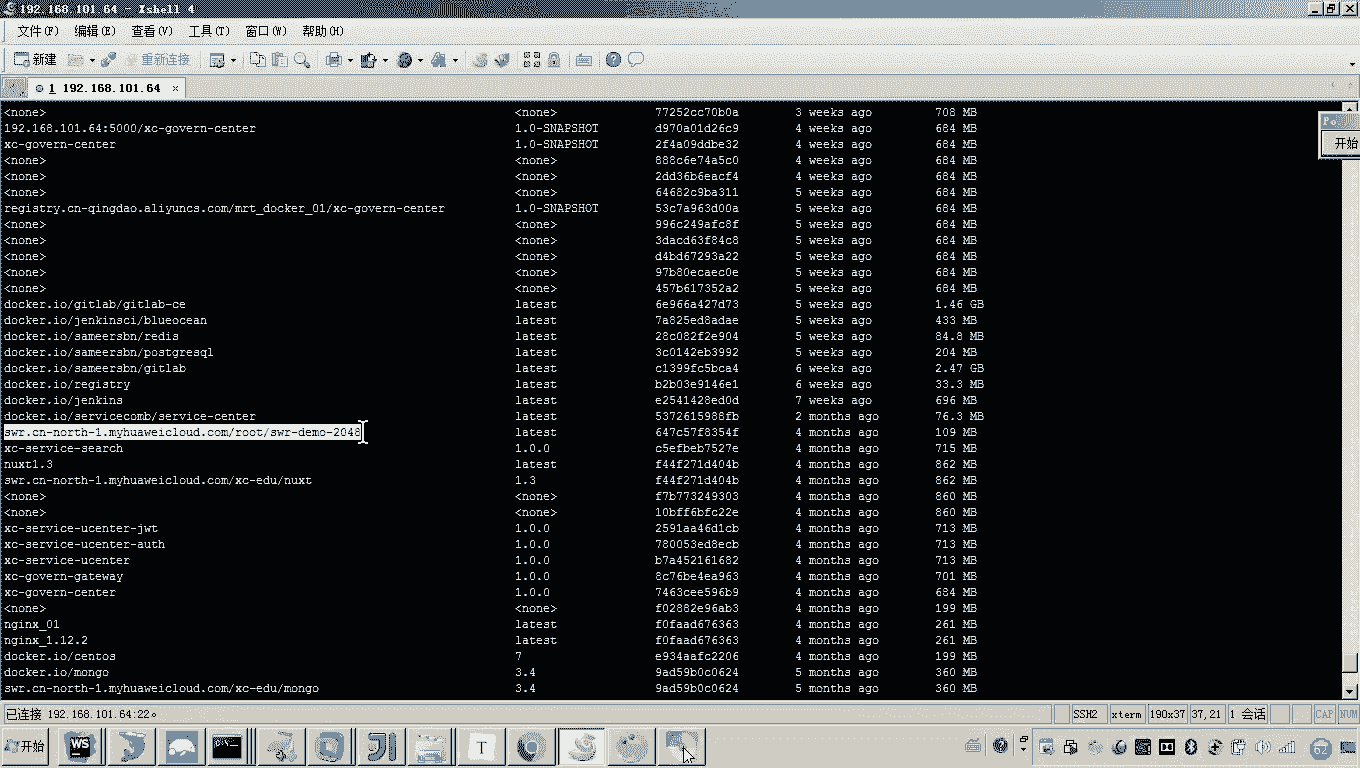 192.168.101.64 - Xshell 4
文件(F) 编辑(E) 查看(V) 工具(T) 窗口(W) 帮助(H)
新建 重新连接
1 192.168.101.64 ×
<none> <none> 77252cc70b0a 3 weeks ago 708 MB
192.168.101.64:5000/xc-govern-center 1.0-SNAPSHOT d970a01d26c9 4 weeks ago 684 MB
xc-govern-center 1.0-SNAPSHOT 2f4a09ddbe32 4 weeks ago 684 MB
开始
<none> <none> 888c6e74a5c0 4 weeks ago 684 MB
<none> <none> 2dd36b6eacf4 4 weeks ago 684 MB
<none> <none> 64682c9ba311 5 weeks ago 684 MB
registry.cn-qingdao.aliyuncs.com/mrt_docker_01/xc-govern-center 1.0-SNAPSHOT 53c7a963d00a 5 weeks ago 684 MB
<none> <none> 996c249afc8f 5 weeks ago 684 MB
<none> <none> 3dacd63f84c8 5 weeks ago 684 MB
<none> <none> d4bd67293a22 5 weeks ago 684 MB
<none> <none> 97b80ecaec0e 5 weeks ago 684 MB
<none> <none> 457b617352a2 5 weeks ago 684 MB
docker.io/gitlab/gitlab-ce latest 6e966a427d73 5 weeks ago 1.46 GB
docker.io/jenkinsci/blueocean latest 7a825ed8adae 5 weeks ago 433 MB
docker.io/sameersbn/redis latest 28c082f2e904 5 weeks ago 84.8 MB
docker.io/sameersbn/postgresql latest 3c0142eb3992 5 weeks ago 204 MB
docker.io/sameersbn/gitlab latest c1399fc5bca4 6 weeks ago 2.47 GB
docker.io/registry latest b2b03e9146e1 6 weeks ago 33.3 MB
docker.io/jenkins latest e2541428ed0d 7 weeks ago 696 MB
docker.io/servicecomb/service-center latest 5372615988fb 2 months ago 76.3 MB
swr.cn-north-1.myhuaweicloud.com/root/swr-demo-2048 latest 647c57f8354f 4 months ago 109 MB
xc-service-search 1.0.0 c5efbeb7527e 4 months ago 715 MB
nuxt1.3 latest f44f271d404b 4 months ago 862 MB
swr.cn-north-1.myhuaweicloud.com/xc-edu/nuxt 1.3 f44f271d404b 4 months ago 862 MB
<none> <none> f7b773249303 4 months ago 860 MB
<none> <none> 10bff6bfc22e 4 months ago 860 MB
xc-service-ucenter-jwt 1.0.0 2591aa46d1cb 4 months ago 713 MB
xc-service-ucenter-auth 1.0.0 780053ed8ecb 4 months ago 713 MB
xc-service-ucenter 1.0.0 b7a452161682 4 months ago 713 MB
xc-govern-gateway 1.0.0 8c76be4ea963 4 months ago 701 MB
xc-govern-center 1.0.0 7463cee596b9 4 months ago 684 MB
<none> <none> f02882e96ab3 4 months ago 199 MB
nginx_01 latest f0faad676363 4 months ago 261 MB
nginx_1.12.2 latest f0faad676363 4 months ago 261 MB
docker.io/centos 7 e934aafc2206 4 months ago 199 MB
docker.io/mongo 3.4 9ad59b0c0624 5 months ago 360 MB
swr.cn-north-1.myhuaweicloud.com/xc-edu/mongo 3.4 9ad59b0c0624 5 months ago 360 MB
已连接 192.168.101.64:22。 SSH2 xterm 190x37 37,21 1 会话 CAP NUM
开始 WS T 62